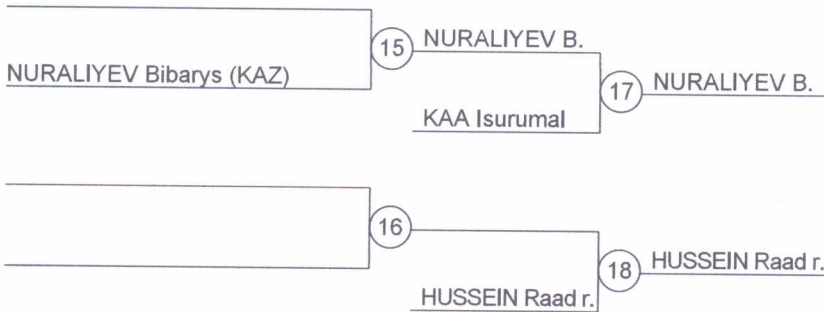 15 NURALIYEV B.
NURALIYEV Bibarys (KAZ)
17 NURALIYEV B.
KAA Isurumal
16
18 HUSSEIN Raad r.
HUSSEIN Raad r.